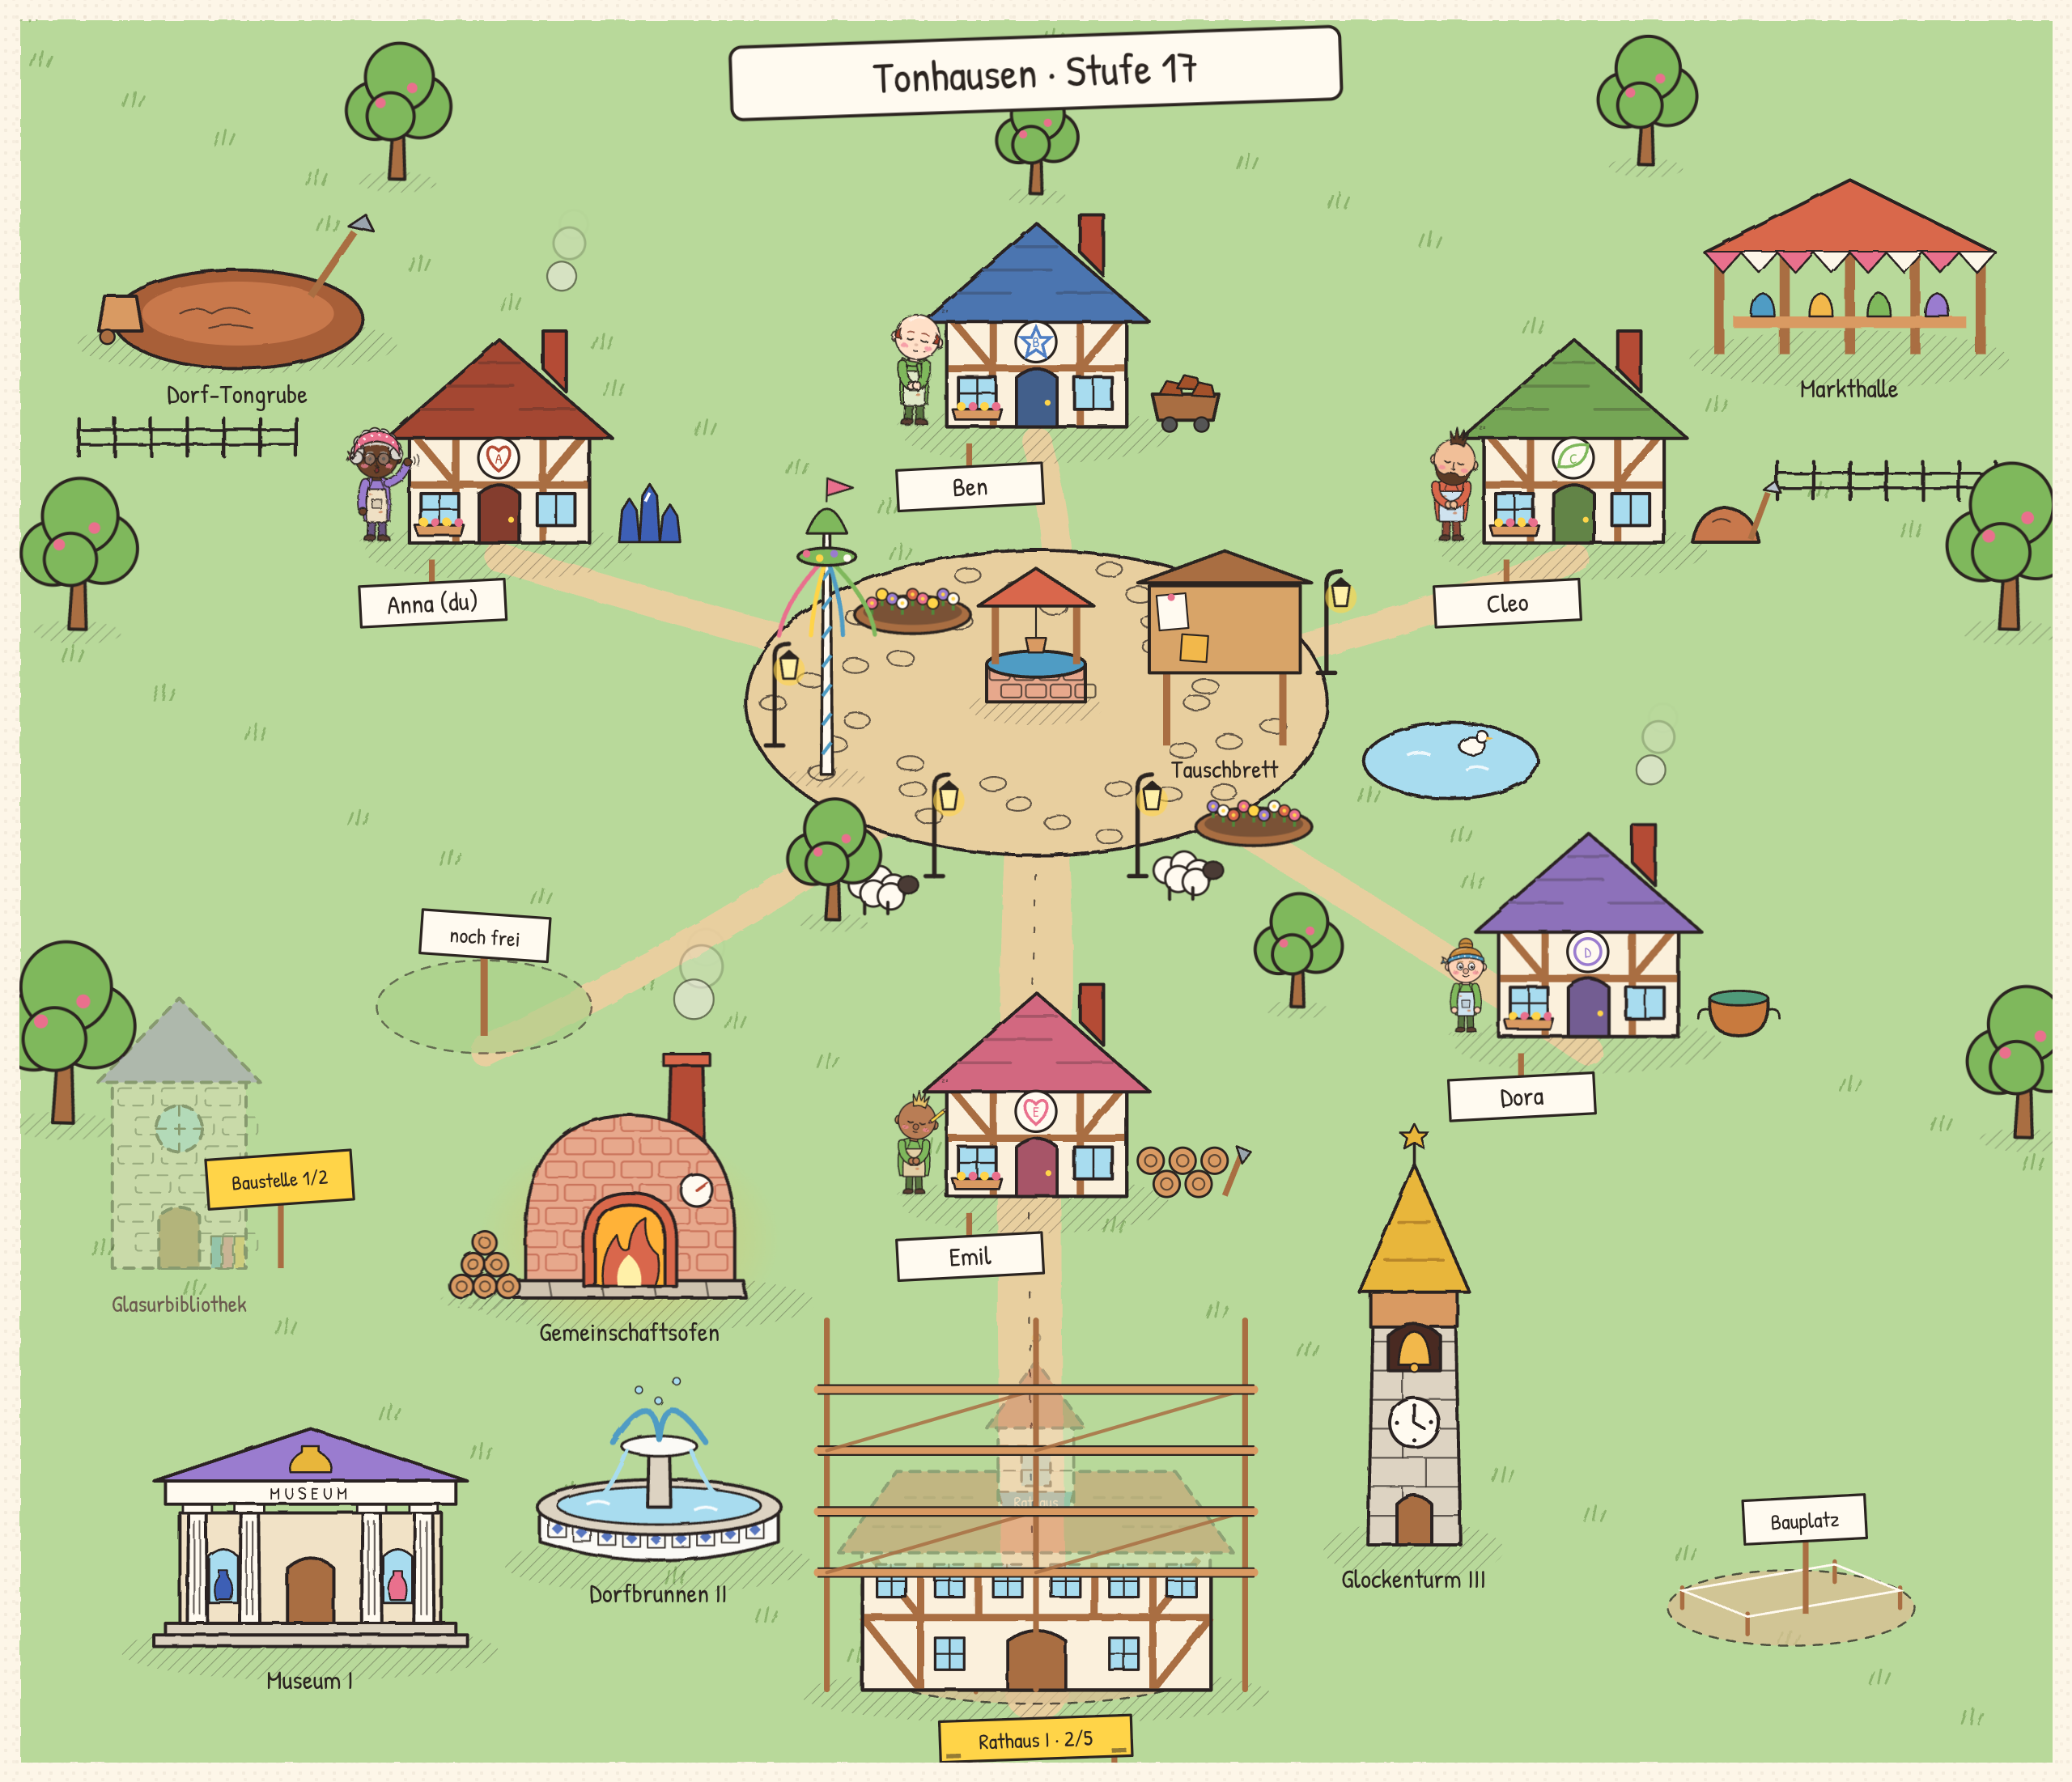 Tonhausen · Stufe 17
Dorf-Tongrube
Markthalle
B
A
C
Ben
Anna (du)
Cleo
Tauschbrett
noch frei
D
Dora
E
Baustelle 1/2
Emil
Glasurbibliothek
Gemeinschaftsofen
MUSEUM
Rathaus
Bauplatz
Dorfbrunnen II
Glockenturm III
Museum I
Rathaus I · 2/5